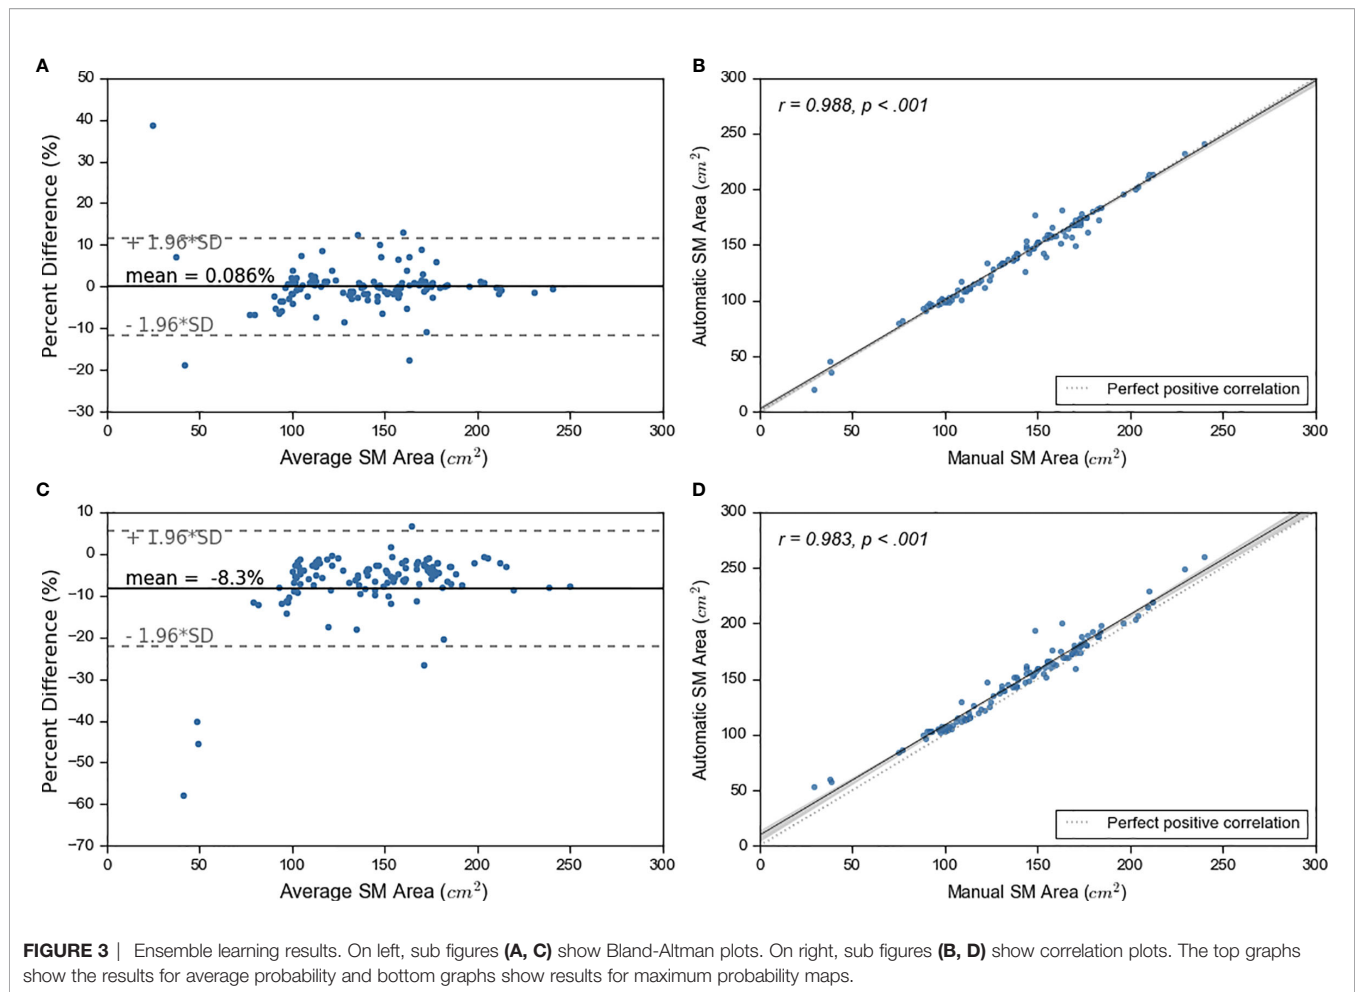 A
50
40
30
20
10
0
−10
−20
−30
Percent Difference (%)
+ 1.96*SD
mean = 0.086%
- 1.96*SD
0
50
100
150
200
250
300
Average SM Area (cm²)
B
300
250
200
150
100
50
0
Automatic SM Area (cm²)
r = 0.988, p < .001
Perfect positive correlation
0
50
100
150
200
250
300
Manual SM Area (cm²)
C
10
0
−10
−20
−30
−40
−50
−60
−70
Percent Difference (%)
+ 1.96*SD
mean = -8.3%
- 1.96*SD
0
50
100
150
200
250
300
Average SM Area (cm²)
D
300
250
200
150
100
50
0
Automatic SM Area (cm²)
r = 0.983, p < .001
Perfect positive correlation
0
50
100
150
200
250
300
Manual SM Area (cm²)
FIGURE 3 | Ensemble learning results. On left, sub figures (A, C) show Bland-Altman plots. On right, sub figures (B, D) show correlation plots. The top graphs
show the results for average probability and bottom graphs show results for maximum probability maps.